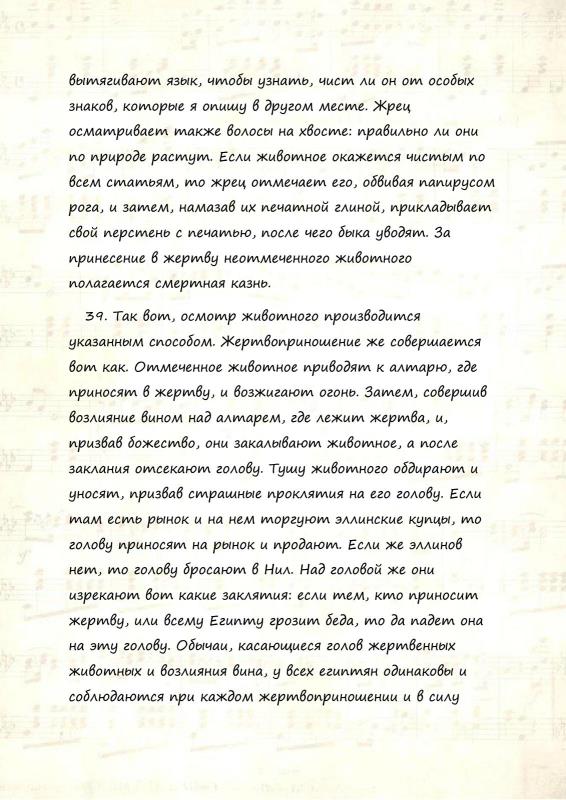 вытягивают язык, чтобы узнать, чист ли он от особых
знаков, которые я опишу в другом месте. Жрец
осматривает также волосы на хвосте: правильно ли они
по природе растут. Если животное окажется чистым по
всем статьям, то жрец отмечает его, обвивая папирусом
рога, и затем, намазав их печатной глиной, прикладывает
свой перстень с печатью, после чего быка уводят. За
принесение в жертву неотмеченного животного
полагается смертная казнь.
39. Так вот, осмотр животного производится
указанным способом. Жертвоприношение же совершается
вот как. Отмеченное животное приводят к алтарю, где
приносят в жертву, и возжигают огонь. Затем, совершив
возлияние вином над алтарем, где лежит жертва, и,
призвав божество, они закалывают животное, а после
заклания отсекают голову. Тушу животного обдирают и
уносят, призвав страшные проклятия на его голову. Если
там есть рынок и на нем торгуют эллинские купцы, то
голову приносят на рынок и продают. Если же эллинов
нет, то голову бросают в Нил. Над головой же они
изрекают вот какие заклятия: если тем, кто приносит
жертву, или всему Египту грозит беда, то да падет она
на эту голову. Обычаи, касающиеся голов жертвенных
животных и возлияния вина, у всех египтян одинаковы и
соблюдаются при каждом жертвоприношении и в силу